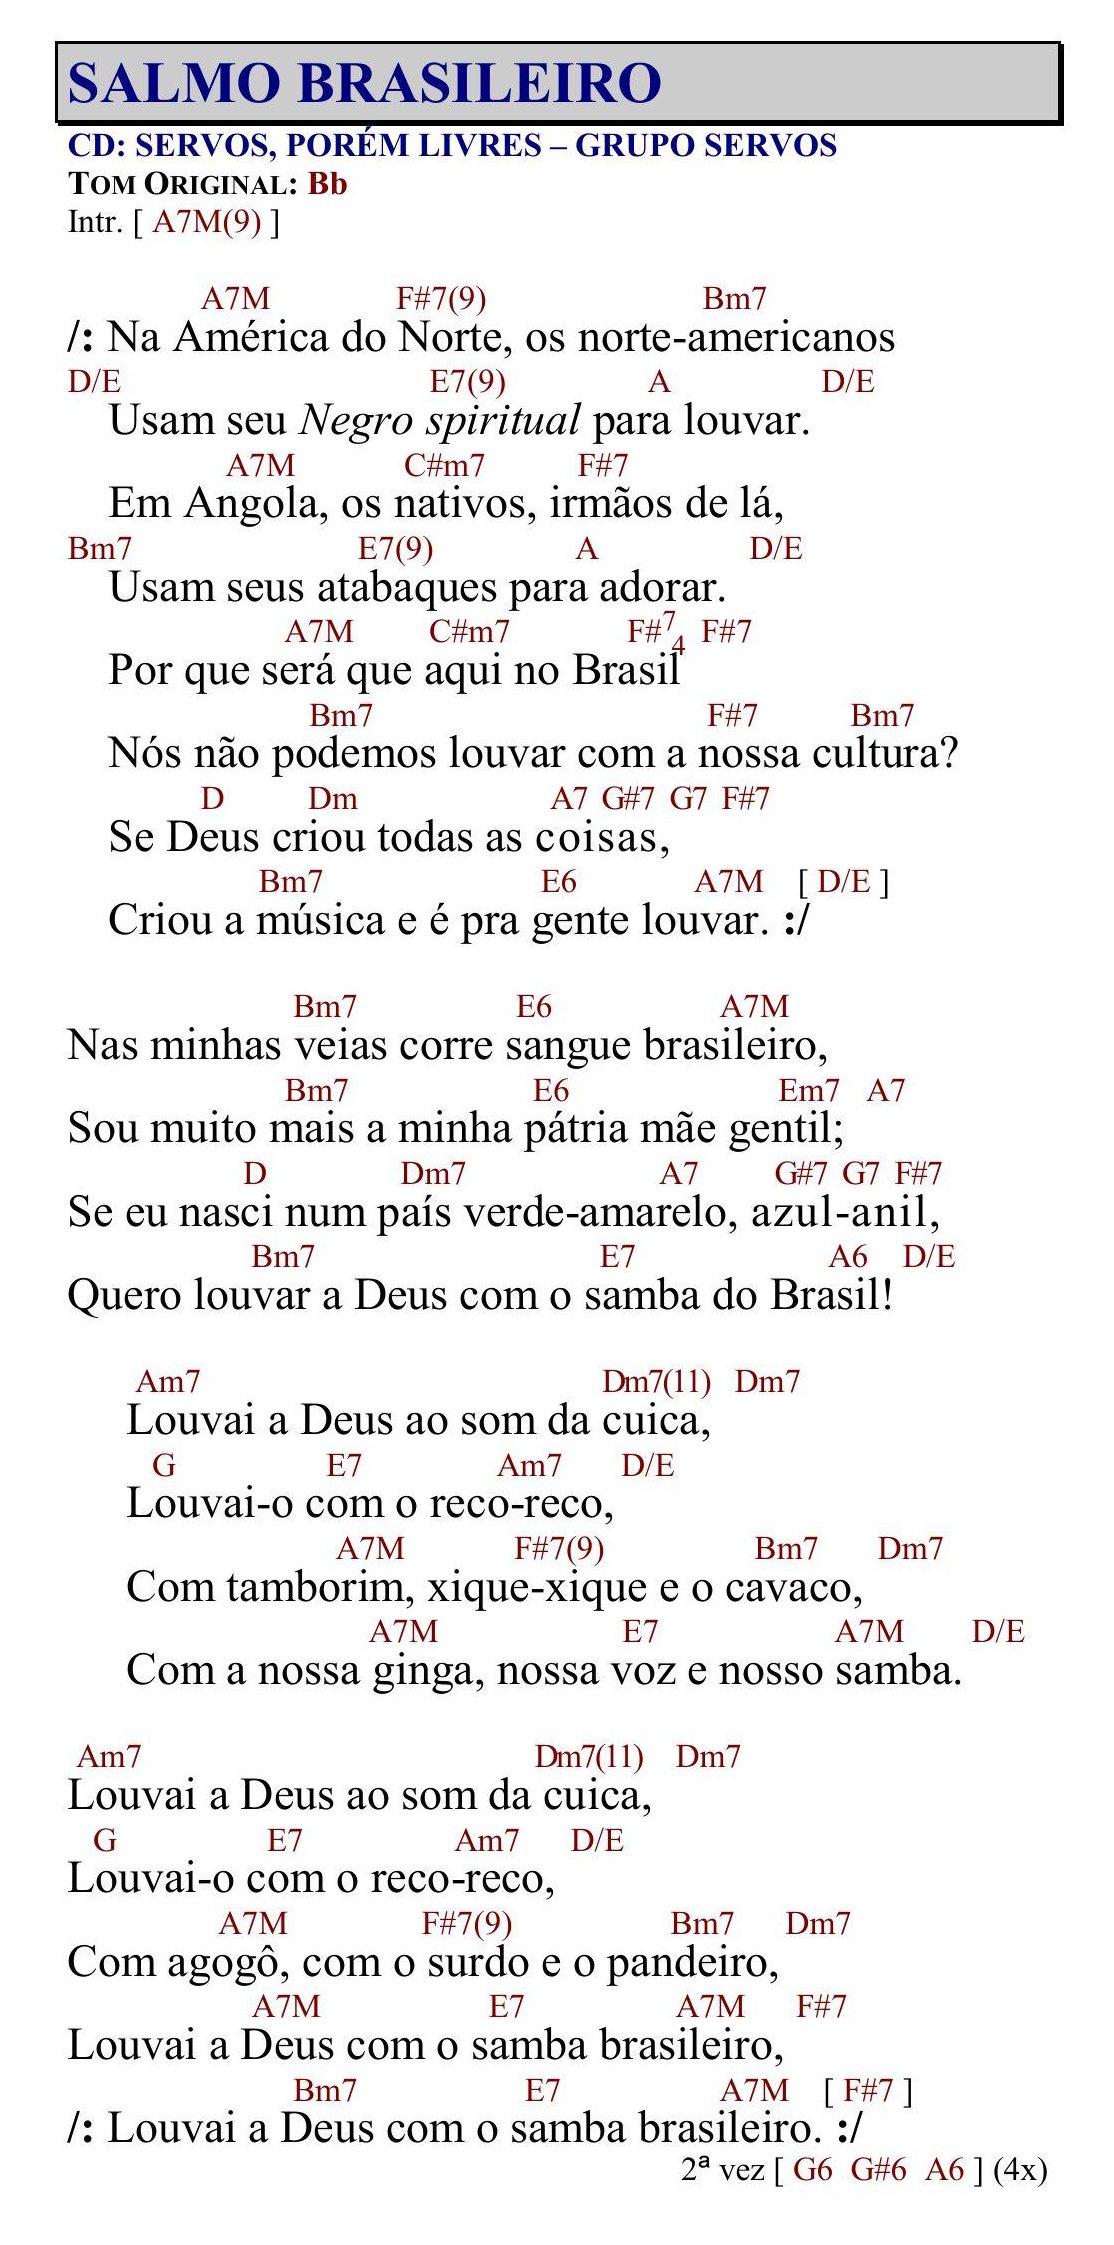 SALMO BRASILEIRO
CD: SERVOS, PORÉM LIVRES – GRUPO SERVOS
TOM ORIGINAL: Bb
Intr. [ A7M(9) ]
A7M F#7(9) Bm7
/: Na América do Norte, os norte-americanos
D/E E7(9) A D/E
Usam seu Negro spiritual para louvar.
A7M C#m7 F#7
Em Angola, os nativos, irmãos de lá,
Bm7 E7(9) A D/E
Usam seus atabaques para adorar.
A7M C#m7 F#7 4 F#7
Por que será que aqui no Brasil
Bm7 F#7 Bm7
Nós não podemos louvar com a nossa cultura?
D Dm A7 G#7 G7 F#7
Se Deus criou todas as coisas,
Bm7 E6 A7M [ D/E ]
Criou a música e é pra gente louvar. :/
Bm7 E6 A7M
Nas minhas veias corre sangue brasileiro,
Bm7 E6 Em7 A7
Sou muito mais a minha pátria mãe gentil;
D Dm7 A7 G#7 G7 F#7
Se eu nasci num país verde-amarelo, azul-anil,
Bm7 E7 A6 D/E
Quero louvar a Deus com o samba do Brasil!
Am7 Dm7(11) Dm7
Louvai a Deus ao som da cuica,
G E7 Am7 D/E
Louvai-o com o reco-reco,
A7M F#7(9) Bm7 Dm7
Com tamborim, xique-xique e o cavaco,
A7M E7 A7M D/E
Com a nossa ginga, nossa voz e nosso samba.
Am7 Dm7(11) Dm7
Louvai a Deus ao som da cuica,
G E7 Am7 D/E
Louvai-o com o reco-reco,
A7M F#7(9) Bm7 Dm7
Com agogô, com o surdo e o pandeiro,
A7M E7 A7M F#7
Louvai a Deus com o samba brasileiro,
Bm7 E7 A7M [ F#7 ]
/: Louvai a Deus com o samba brasileiro. :/
2ª vez [ G6 G#6 A6 ] (4x)